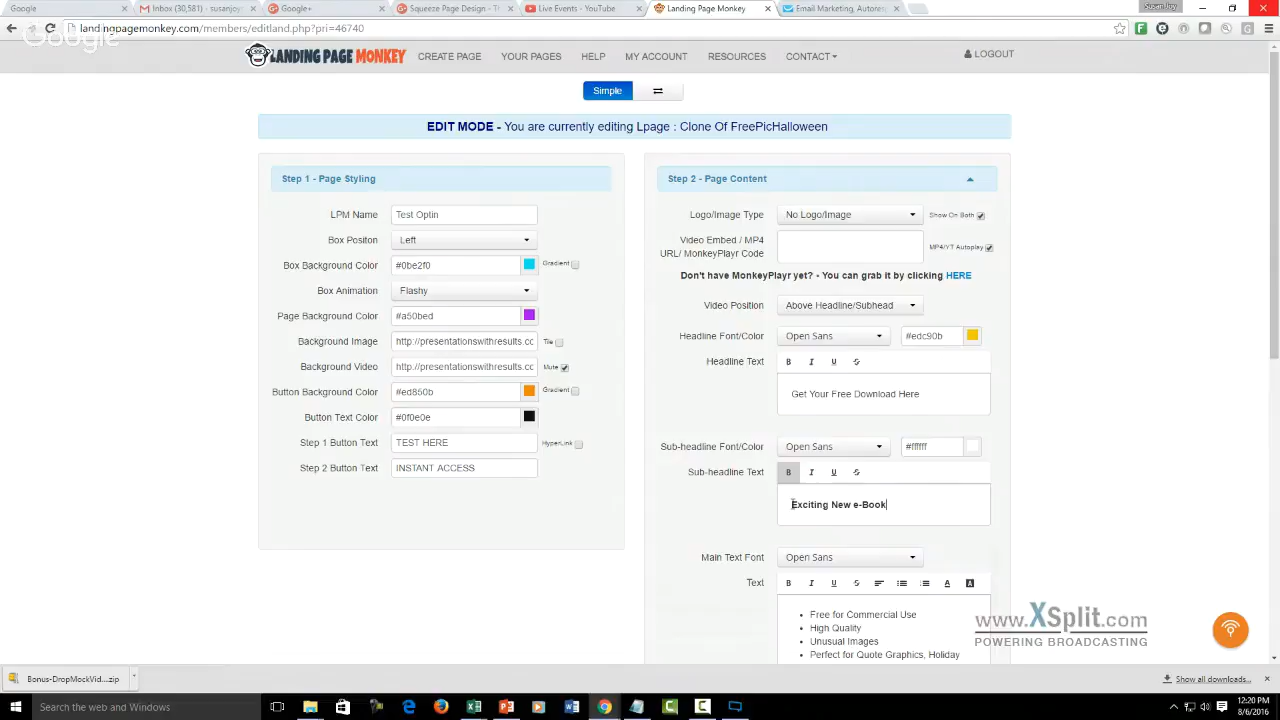 Google
Inbox (30,581) - susanjoy
Google+
Squeeze Page Design - T
Live Events - YouTube
Landing Page Monkey
Email Marketing, Autores
Susan Joy
landingpagemonkey.com/members/editland.php?pri=46740
Google
LANDING PAGE MONKEY
CREATE PAGE
YOUR PAGES
HELP
MY ACCOUNT
RESOURCES
CONTACT
LOGOUT
Simple
EDIT MODE - You are currently editing Lpage : Clone Of FreePicHalloween
Step 1 - Page Styling
LPM Name Test Optin
Box Positon Left
Box Background Color #0be2f0 Gradient
Box Animation Flashy
Page Background Color #a50bed
Background Image http://presentationswithresults.cc Tile
Background Video http://presentationswithresults.cc Mute
Button Background Color #ed850b Gradient
Button Text Color #0f0e0e
Step 1 Button Text TEST HERE HyperLink
Step 2 Button Text INSTANT ACCESS
Step 2 - Page Content
Logo/Image Type No Logo/Image Show On Both
Video Embed / MP4
URL/ MonkeyPlayr Code
MP4/YT Autoplay
Don't have MonkeyPlayr yet? - You can grab it by clicking HERE
Video Position Above Headline/Subhead
Headline Font/Color Open Sans #edc90b
Headline Text B I U S
Get Your Free Download Here
Sub-headline Font/Color Open Sans #ffffff
Sub-headline Text B I U S
Exciting New e-Book
Main Text Font Open Sans
Text B I U S A A
Free for Commercial Use
High Quality
Unusual Images
Perfect for Quote Graphics, Holiday
www.XSplit.com
POWERING BROADCASTING
Bonus-DropMockVid....zip
Show all downloads...
Search the web and Windows
12:20 PM
8/6/2016